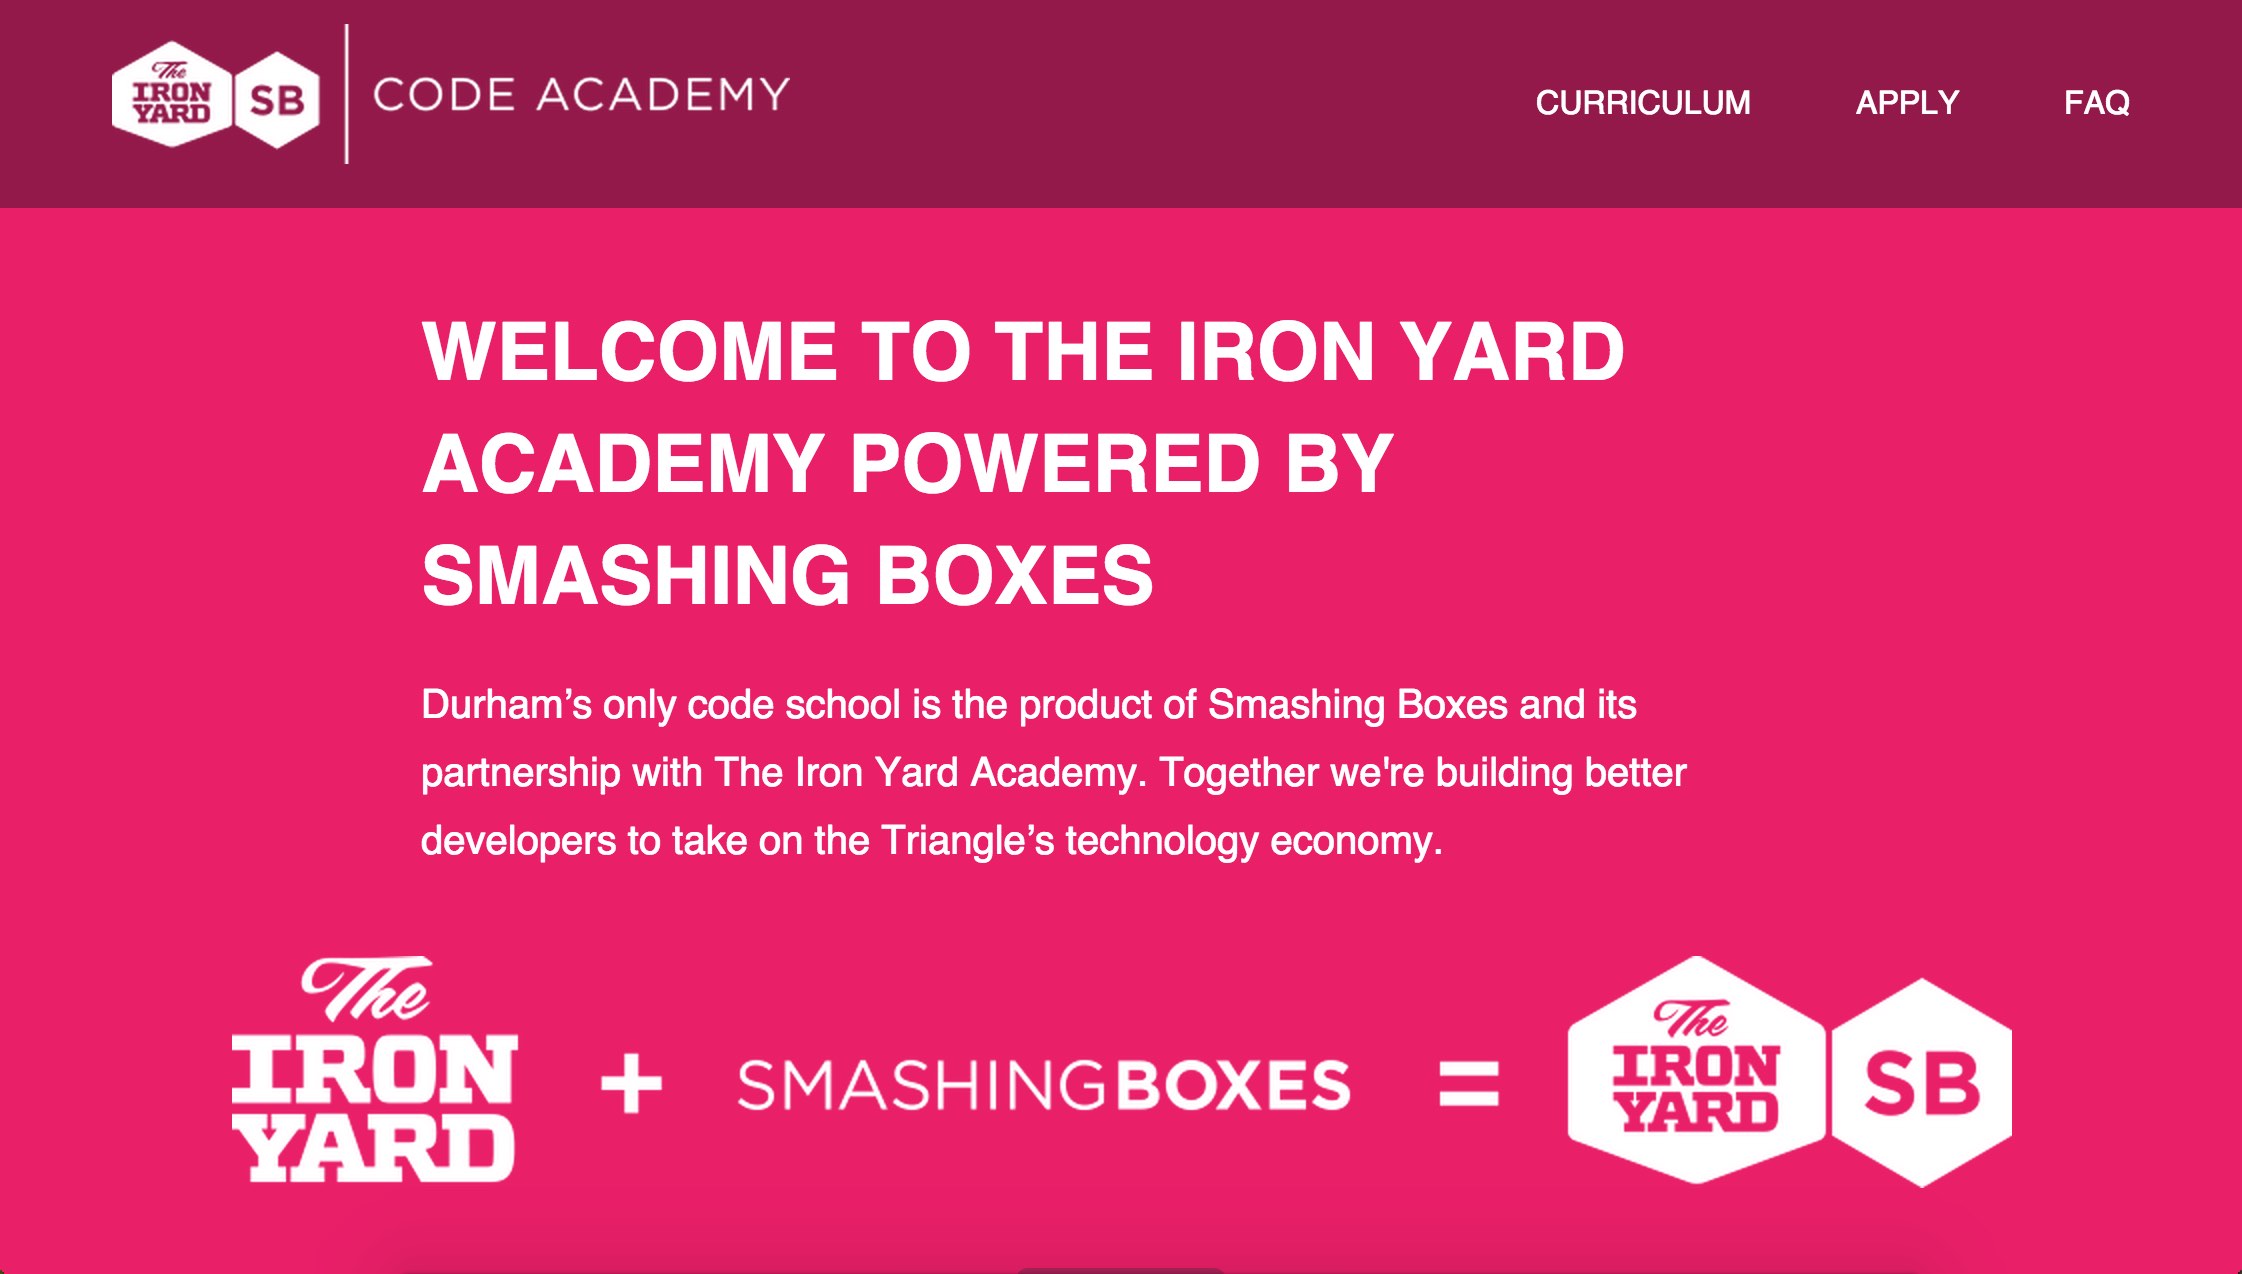 The
IRON
YARD
SB
CODE ACADEMY
CURRICULUM
APPLY
FAQ
WELCOME TO THE IRON YARD
ACADEMY POWERED BY
SMASHING BOXES
Durham’s only code school is the product of Smashing Boxes and its
partnership with The Iron Yard Academy. Together we're building better
developers to take on the Triangle’s technology economy.
The
IRON
YARD
+
SMASHINGBOXES
=
The
IRON
YARD
SB